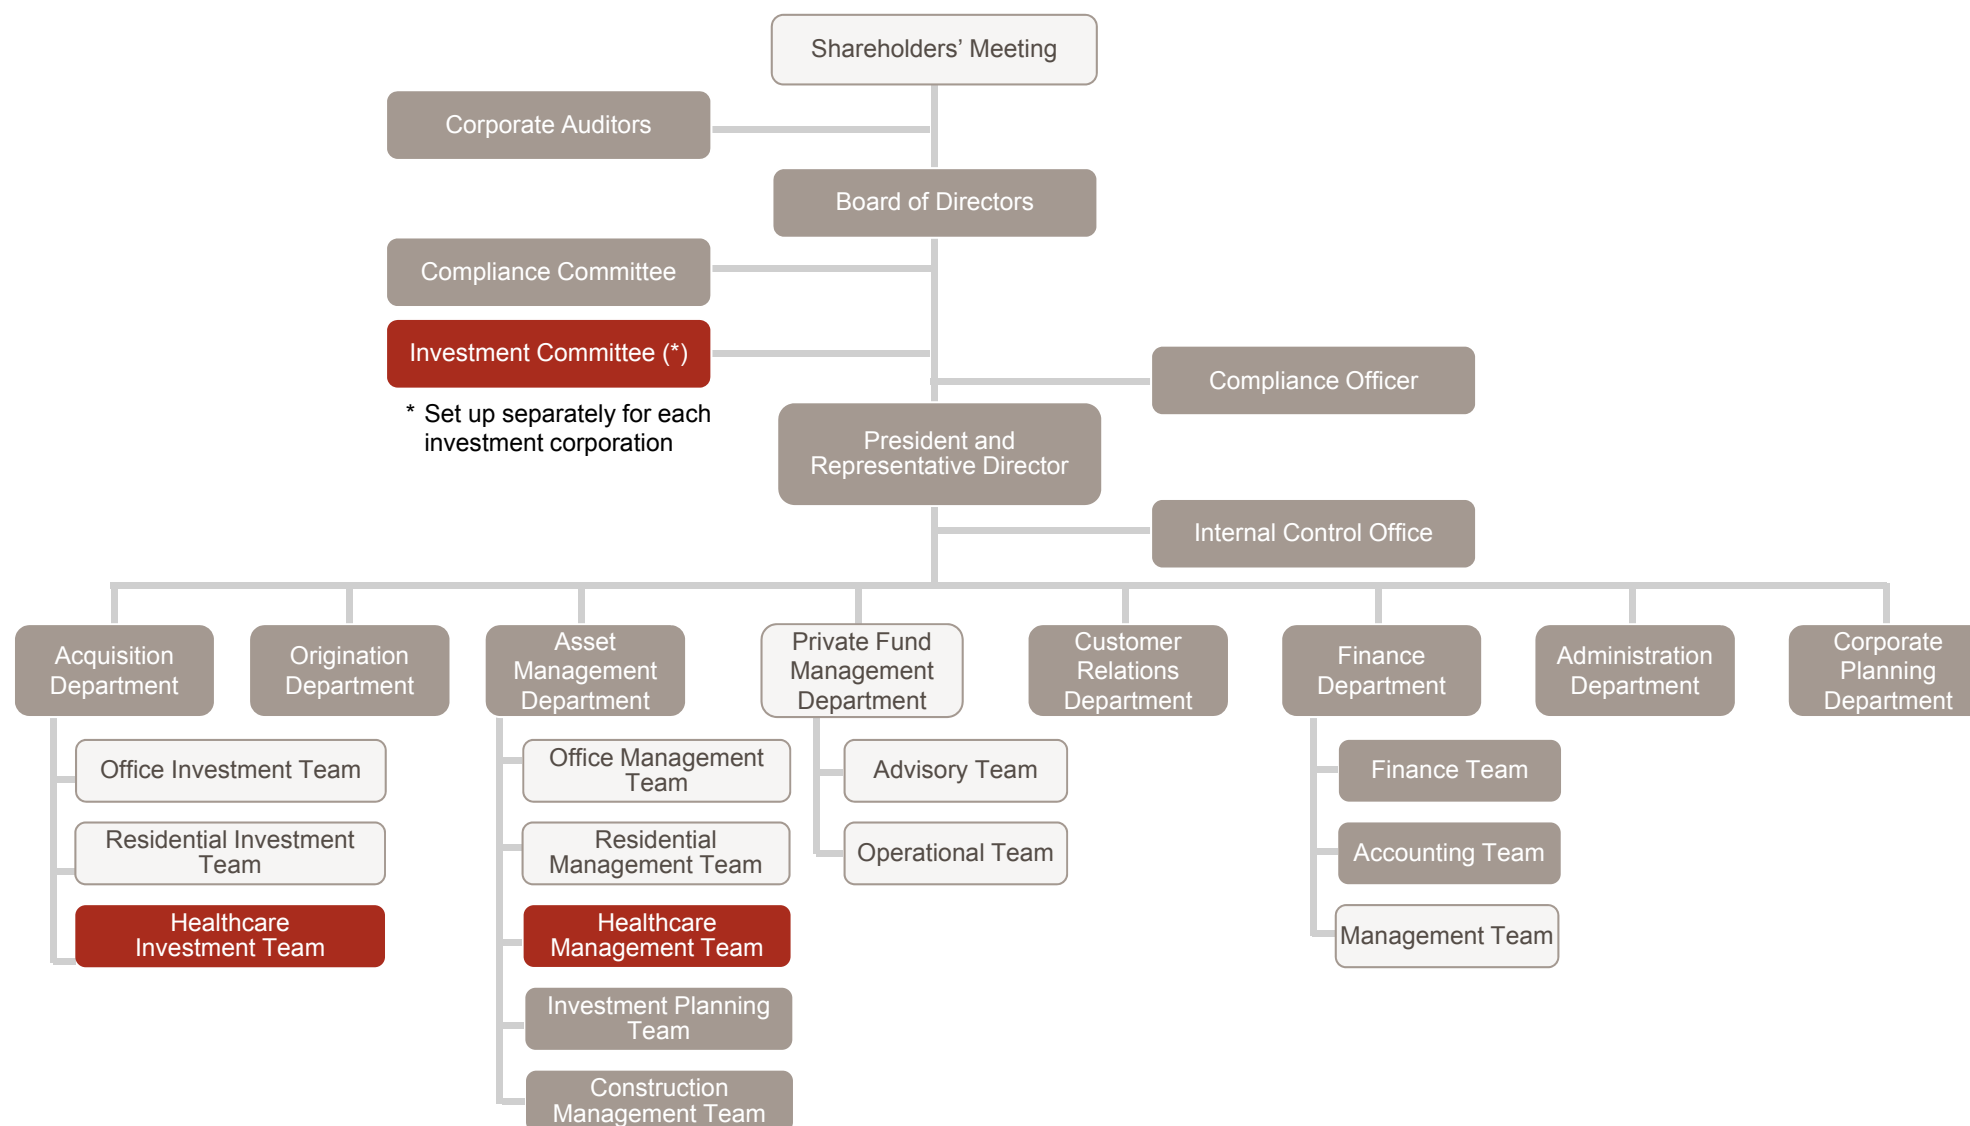 Shareholders’ Meeting
Corporate Auditors
Board of Directors
Compliance Committee
Investment Committee (*)
* Set up separately for each
investment corporation
Compliance Officer
President and
Representative Director
Internal Control Office
Acquisition
Department
Origination
Department
Asset
Management
Department
Private Fund
Management
Department
Customer
Relations
Department
Finance
Department
Administration
Department
Corporate
Planning
Department
Office Investment Team
Residential Investment
Team
Healthcare
Investment Team
Office Management
Team
Residential
Management Team
Healthcare
Management Team
Investment Planning
Team
Construction
Management Team
Advisory Team
Operational Team
Finance Team
Accounting Team
Management Team